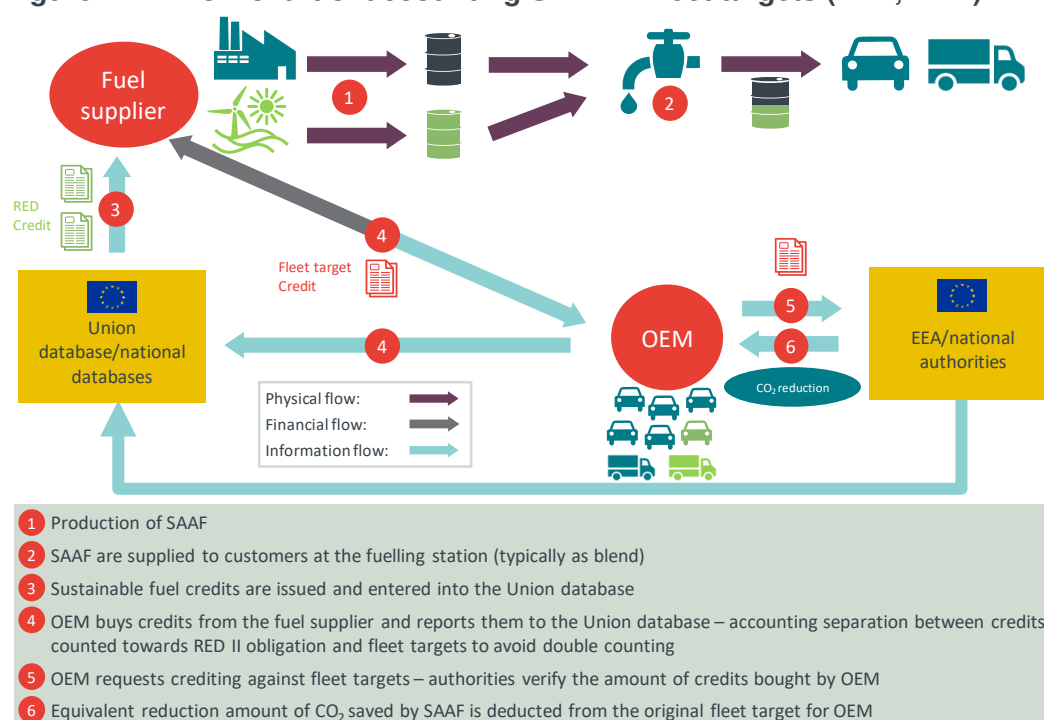 Fuel
supplier
1
2
RED
Credit
3
4
Fleet target
Credit
Union
database/national
databases
4
OEM
5
6
CO₂ reduction
EEA/national
authorities
Physical flow:
Financial flow:
Information flow:
1 Production of SAAF
2 SAAF are supplied to customers at the fuelling station (typically as blend)
3 Sustainable fuel credits are issued and entered into the Union database
4 OEM buys credits from the fuel supplier and reports them to the Union database – accounting separation between credits
counted towards RED II obligation and fleet targets to avoid double counting
5 OEM requests crediting against fleet targets – authorities verify the amount of credits bought by OEM
6 Equivalent reduction amount of CO₂ saved by SAAF is deducted from the original fleet target for OEM